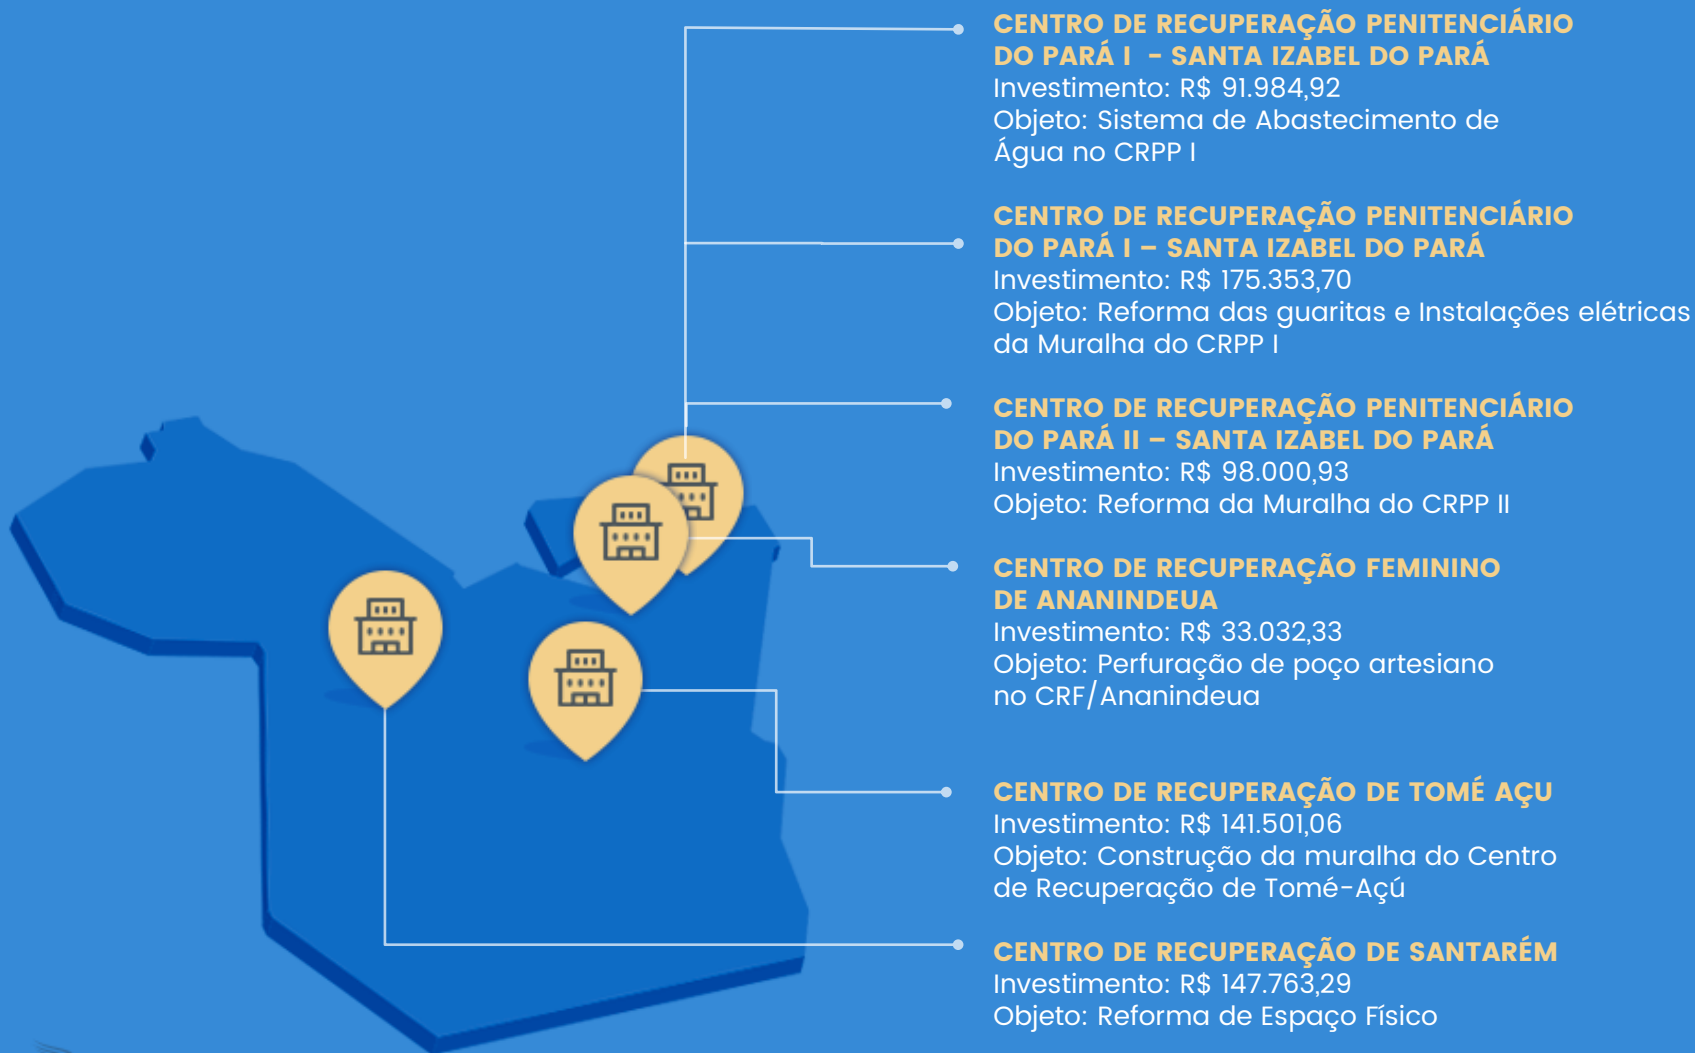 CENTRO DE RECUPERAÇÃO PENITENCIÁRIO
DO PARÁ I - SANTA IZABEL DO PARÁ
Investimento: R$ 91.984,92
Objeto: Sistema de Abastecimento de
Água no CRPP I
CENTRO DE RECUPERAÇÃO PENITENCIÁRIO
DO PARÁ I – SANTA IZABEL DO PARÁ
Investimento: R$ 175.353,70
Objeto: Reforma das guaritas e Instalações elétricas
da Muralha do CRPP I
CENTRO DE RECUPERAÇÃO PENITENCIÁRIO
DO PARÁ II – SANTA IZABEL DO PARÁ
Investimento: R$ 98.000,93
Objeto: Reforma da Muralha do CRPP II
CENTRO DE RECUPERAÇÃO FEMININO
DE ANANINDEUA
Investimento: R$ 33.032,33
Objeto: Perfuração de poço artesiano
no CRF/Ananindeua
CENTRO DE RECUPERAÇÃO DE TOMÉ AÇU
Investimento: R$ 141.501,06
Objeto: Construção da muralha do Centro
de Recuperação de Tomé-Açú
CENTRO DE RECUPERAÇÃO DE SANTARÉM
Investimento: R$ 147.763,29
Objeto: Reforma de Espaço Físico